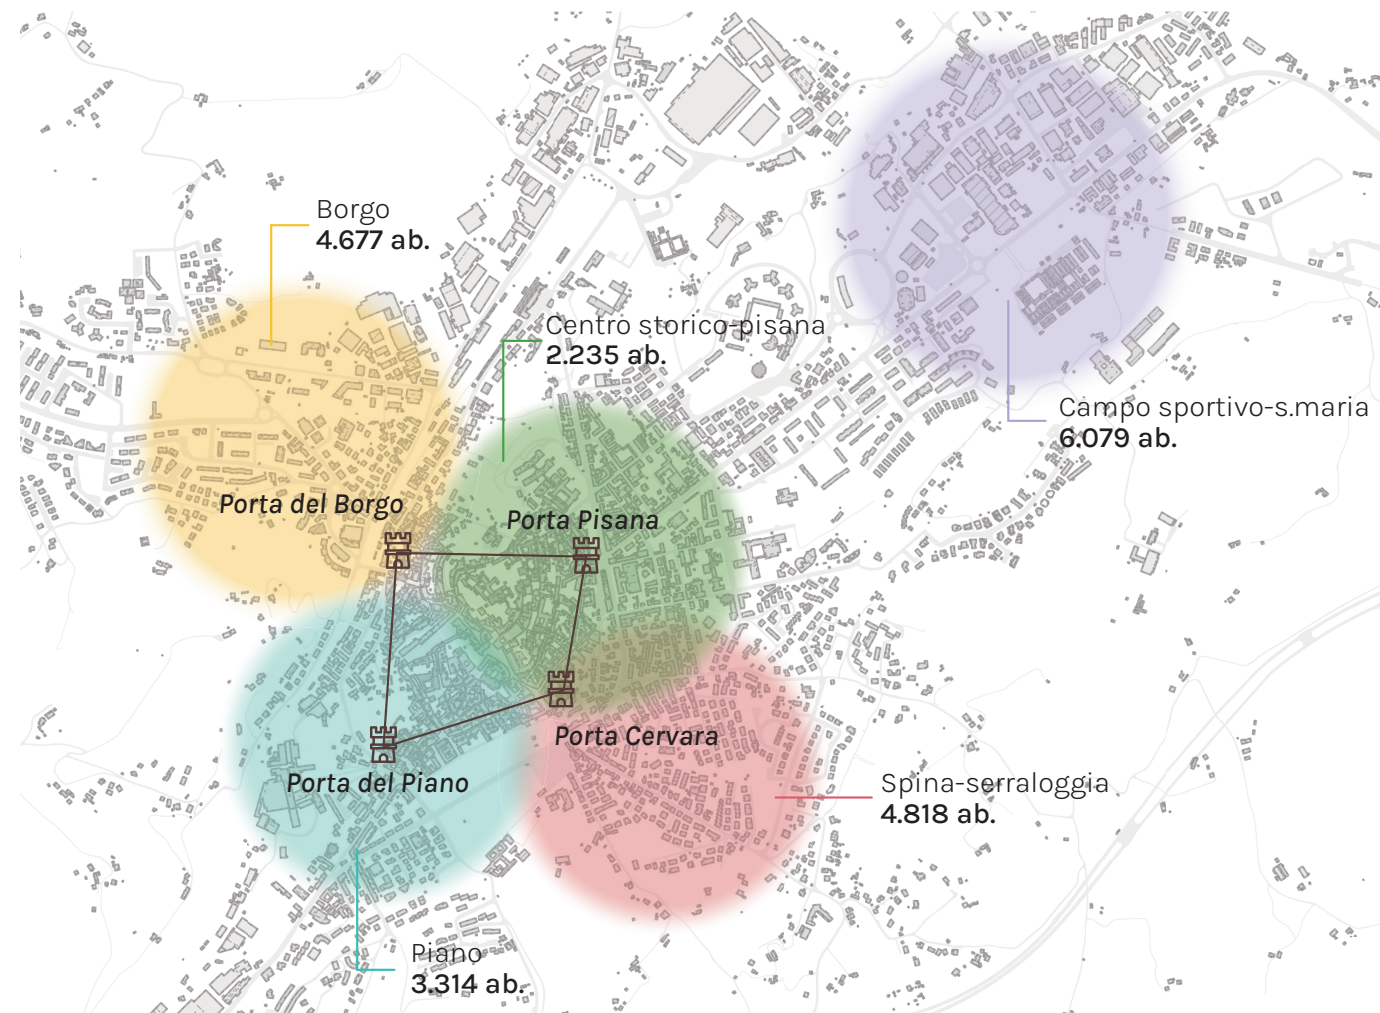 Borgo
4.677 ab.
Centro storico-pisana
2.235 ab.
Campo sportivo-s.maria
6.079 ab.
Porta del Borgo
Porta Pisana
Porta Cervara
Porta del Piano
Spina-serraloggia
4.818 ab.
Piano
3.314 ab.